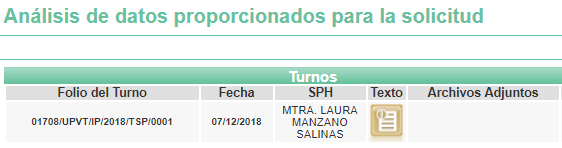 Análisis de datos proporcionados para la solicitud
Turnos
Folio del Turno Fecha SPH Texto Archivos Adjuntos
01708/UPVT/IP/2018/TSP/0001 07/12/2018 MTRA. LAURA
MANZANO
SALINAS